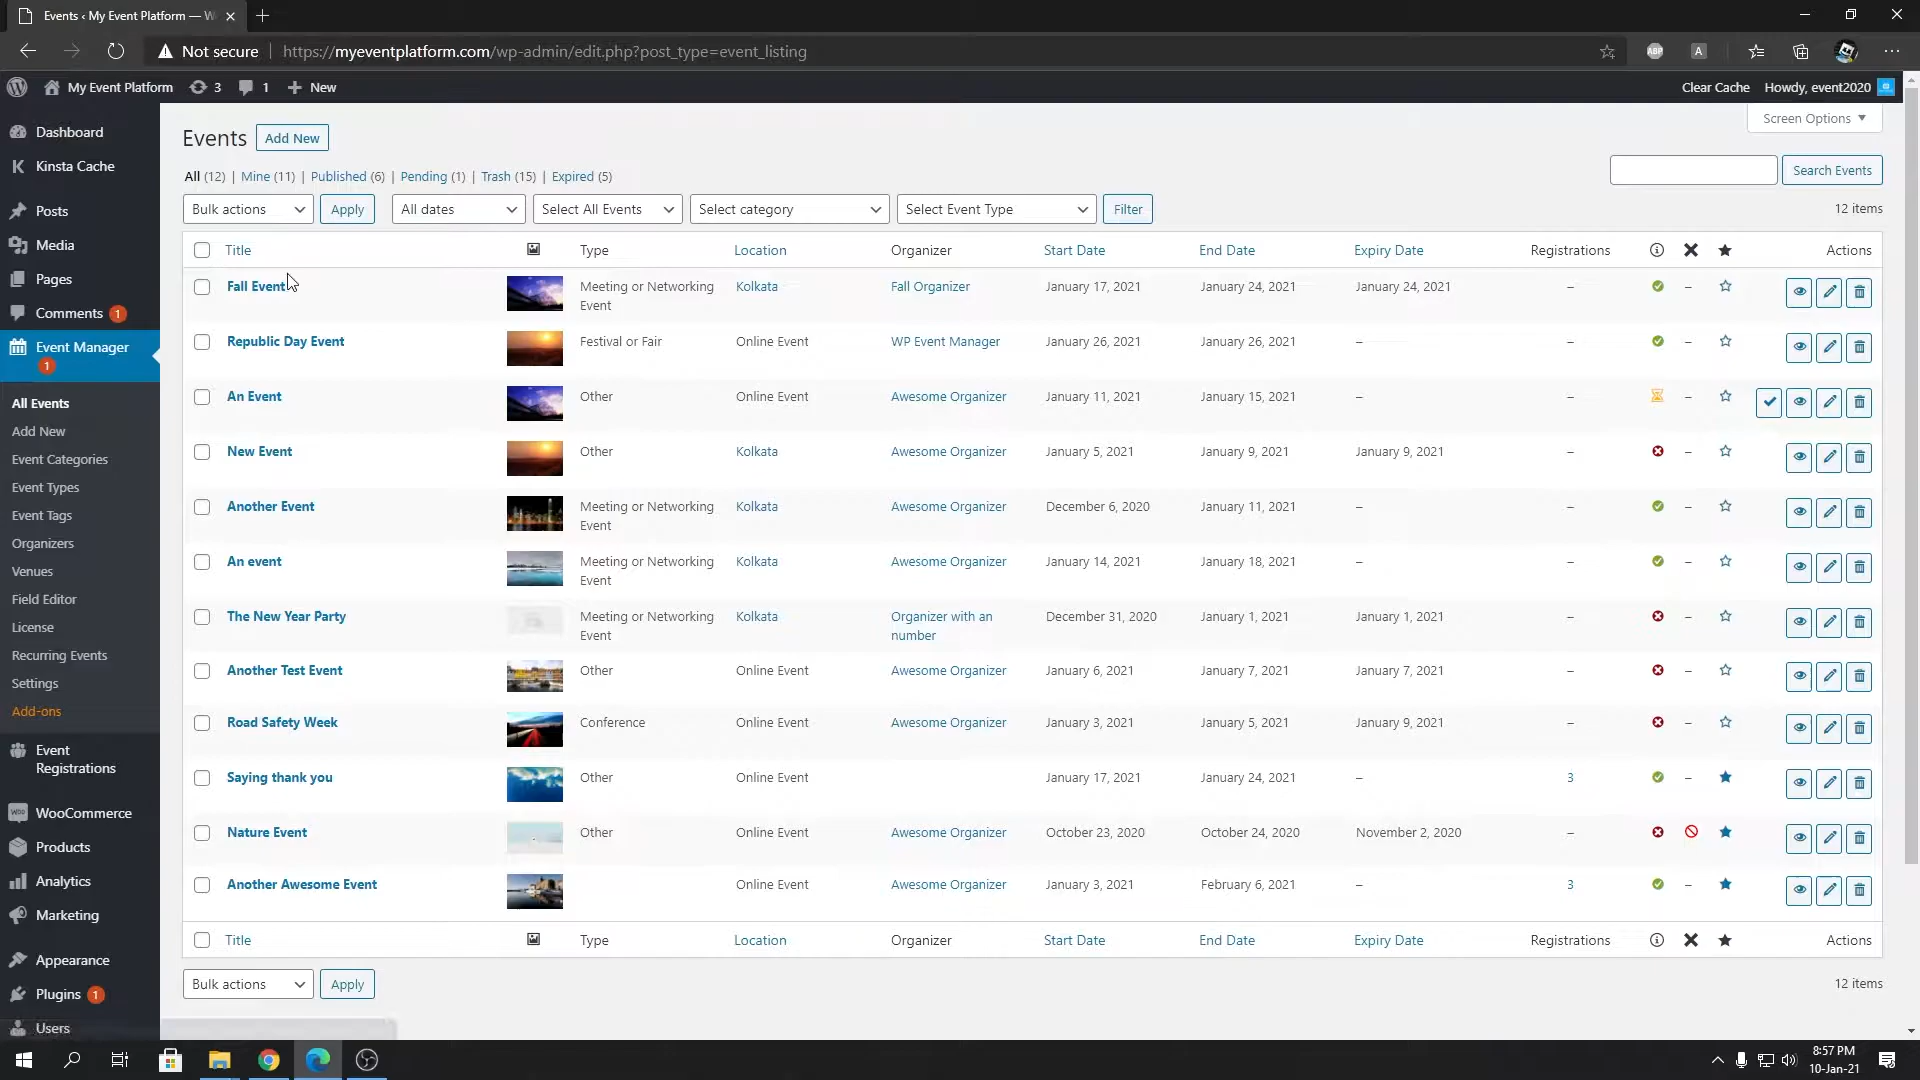 Events ‹ My Event Platform — W
Not secure https://myeventplatform.com/wp-admin/edit.php?post_type=event_listing
ABP A
My Event Platform 3 1 New Clear Cache Howdy, event2020
Screen Options
Dashboard
Kinsta Cache
Posts
Media
Pages
Comments 1
Event Manager
1
All Events
Add New
Event Categories
Event Types
Event Tags
Organizers
Venues
Field Editor
License
Recurring Events
Settings
Add-ons
Event
Registrations
WooCommerce
Products
Analytics
Marketing
Appearance
Plugins 1
Users
Events Add New
All (12) | Mine (11) | Published (6) | Pending (1) | Trash (15) | Expired (5)
Search Events
Bulk actions Apply All dates Select All Events Select category Select Event Type Filter 12 items
Title Type Location Organizer Start Date End Date Expiry Date Registrations Actions
Fall Event Meeting or Networking Kolkata Fall Organizer January 17, 2021 January 24, 2021 January 24, 2021 –
Event
Republic Day Event Festival or Fair Online Event WP Event Manager January 26, 2021 January 26, 2021 – – –
An Event Other Online Event Awesome Organizer January 11, 2021 January 15, 2021 – – –
New Event Other Kolkata Awesome Organizer January 5, 2021 January 9, 2021 January 9, 2021 – –
Another Event Meeting or Networking Kolkata Awesome Organizer December 6, 2020 January 11, 2021 – – –
Event
An event Meeting or Networking Kolkata Awesome Organizer January 14, 2021 January 18, 2021 – – –
Event
The New Year Party Meeting or Networking Kolkata Organizer with an December 31, 2020 January 1, 2021 January 1, 2021 – –
Event number
Another Test Event Other Online Event Awesome Organizer January 6, 2021 January 7, 2021 January 7, 2021 – –
Road Safety Week Conference Online Event Awesome Organizer January 3, 2021 January 5, 2021 January 9, 2021 – –
Saying thank you Other Online Event January 17, 2021 January 24, 2021 – 3 –
Nature Event Other Online Event Awesome Organizer October 23, 2020 October 24, 2020 November 2, 2020 –
Another Awesome Event Online Event Awesome Organizer January 3, 2021 February 6, 2021 – 3 –
Title Type Location Organizer Start Date End Date Expiry Date Registrations Actions
Bulk actions Apply 12 items
8:57 PM
10-Jan-21